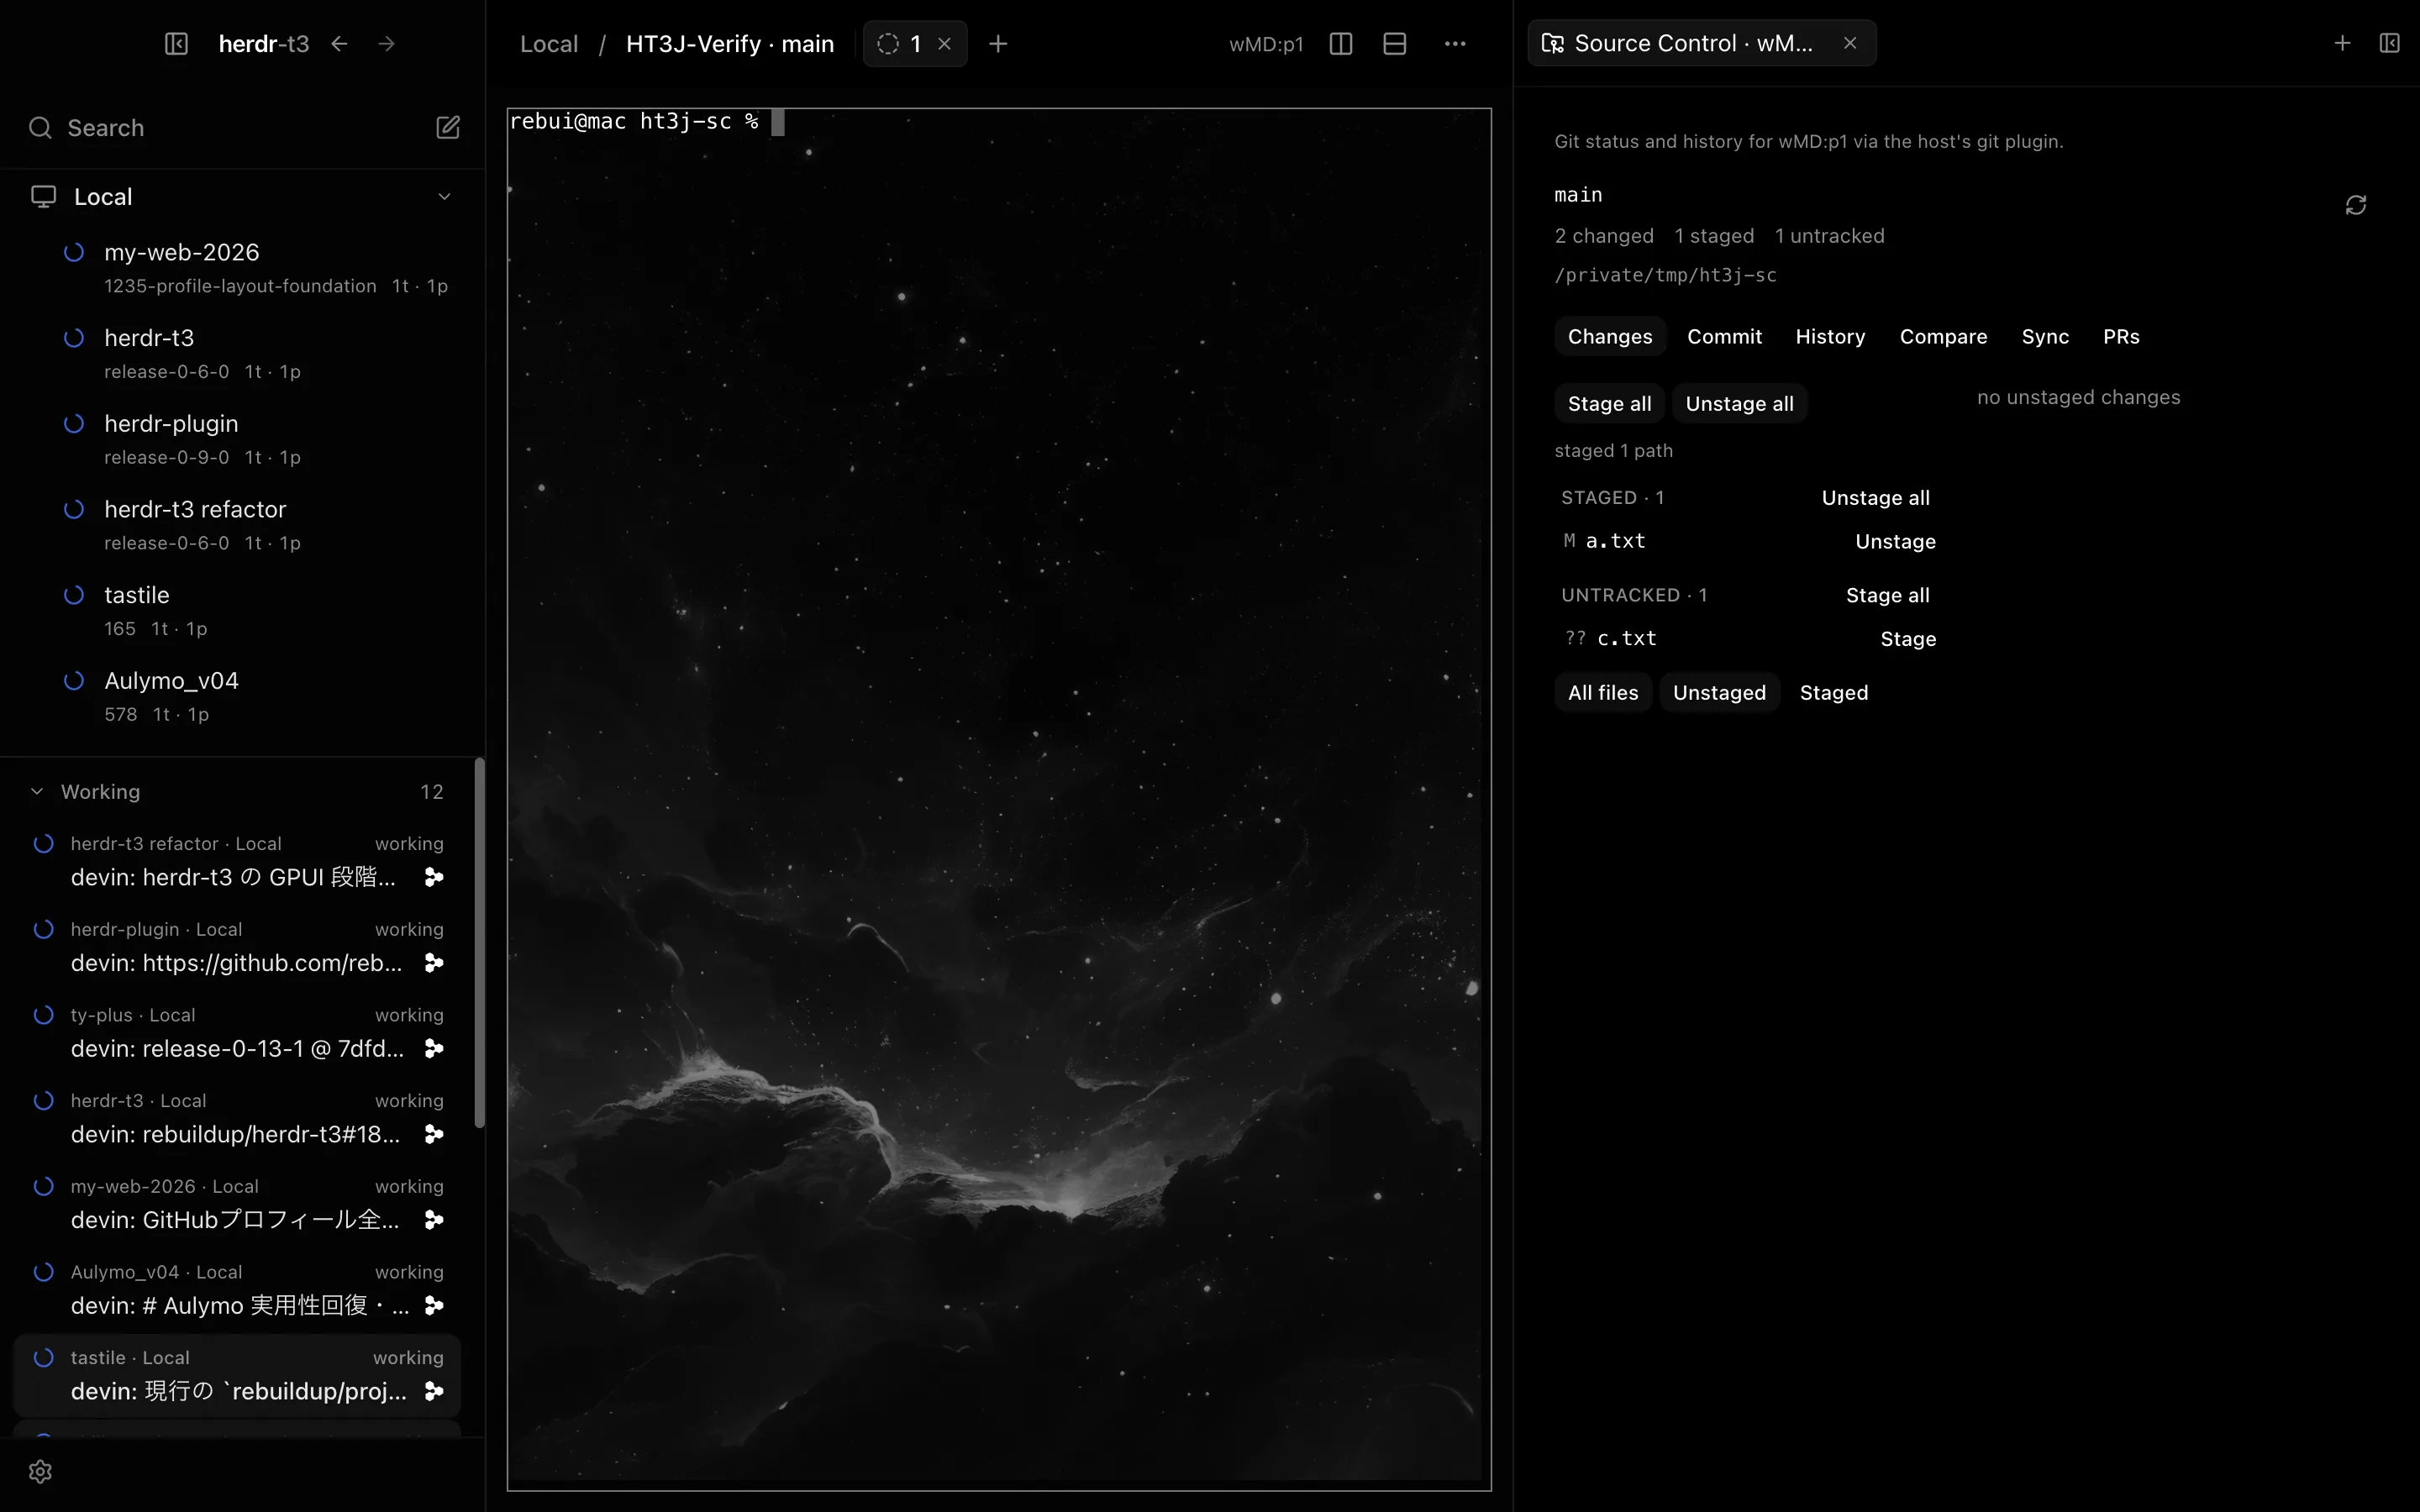 herdr-t3
Search
Local
my-web-2026
1235-profile-layout-foundation 1t · 1p
herdr-t3
release-0-6-0 1t · 1p
herdr-plugin
release-0-9-0 1t · 1p
herdr-t3 refactor
release-0-6-0 1t · 1p
tastile
165 1t · 1p
Aulymo_v04
578 1t · 1p
Working 12
herdr-t3 refactor · Local working
devin: herdr-t3 の GPUI 段階...
herdr-plugin · Local working
devin: https://github.com/reb...
ty-plus · Local working
devin: release-0-13-1 @ 7dfd...
herdr-t3 · Local working
devin: rebuildup/herdr-t3#18...
my-web-2026 · Local working
devin: GitHubプロフィール全...
Aulymo_v04 · Local working
devin: # Aulymo 実用性回復・...
tastile · Local working
devin: 現行の `rebuildup/proj...
Local / HT3J-Verify · main 1 wMD:p1
rebui@mac ht3j-sc %
Source Control · wM...
Git status and history for wMD:p1 via the host's git plugin.
main
2 changed 1 staged 1 untracked
/private/tmp/ht3j-sc
Changes Commit History Compare Sync PRs
Stage all Unstage all no unstaged changes
staged 1 path
STAGED · 1 Unstage all
M a.txt Unstage
UNTRACKED · 1 Stage all
?? c.txt Stage
All files Unstaged Staged